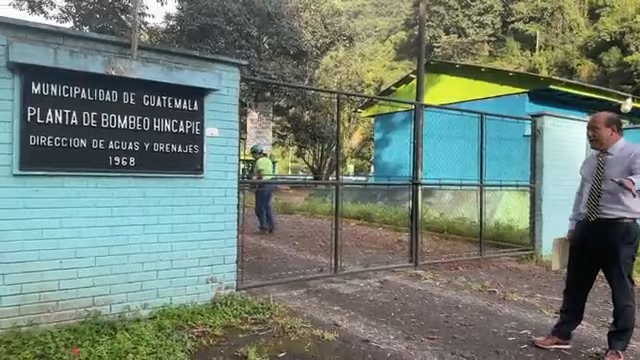 MUNICIPALIDAD DE GUATEMALA
PLANTA DE BOMBEO HINCAPIE
DIRECCION DE AGUAS Y DRENAJES
1968